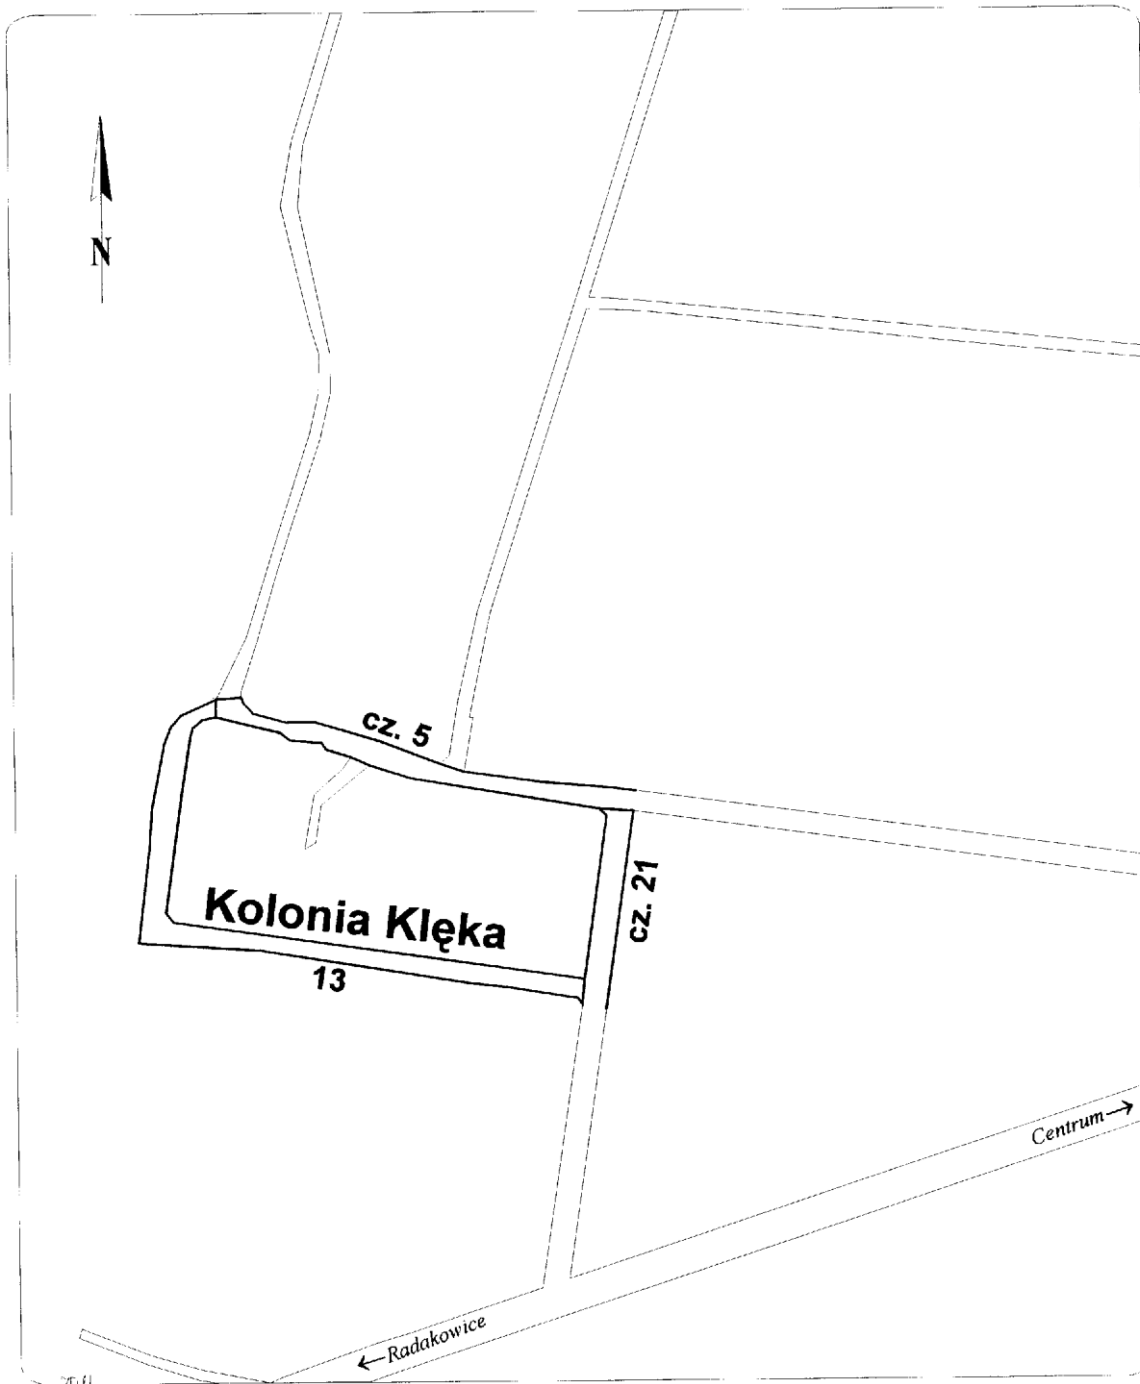 N
cz. 5
cz. 21
Kolonia Klęka
13
Centrum→
←Radakowice